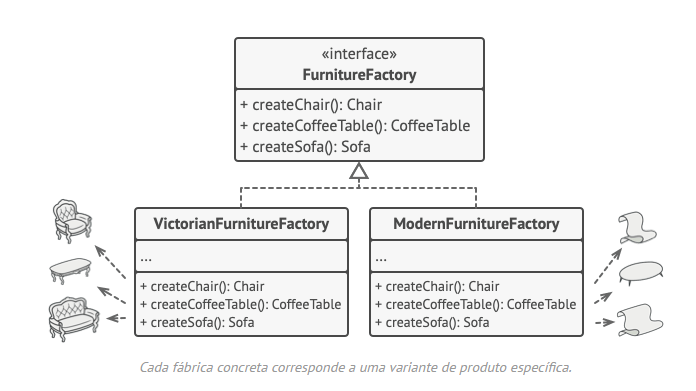 «interface»
FurnitureFactory
+ createChair(): Chair
+ createCoffeeTable(): CoffeeTable
+ createSofa(): Sofa
VictorianFurnitureFactory
...
+ createChair(): Chair
+ createCoffeeTable(): CoffeeTable
+ createSofa(): Sofa
ModernFurnitureFactory
...
+ createChair(): Chair
+ createCoffeeTable(): CoffeeTable
+ createSofa(): Sofa
Cada fábrica concreta corresponde a uma variante de produto específica.